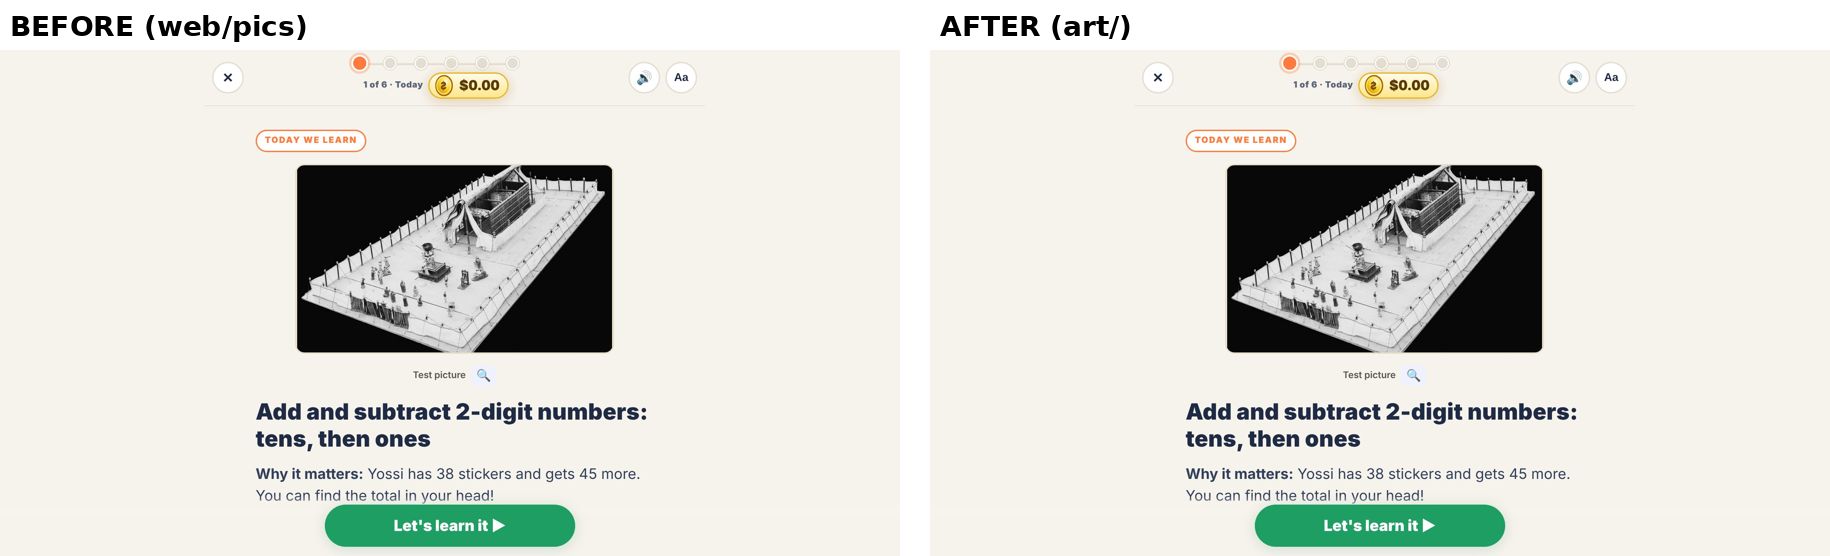 BEFORE (web/pics)
✕
1 of 6 · Today
$0.00
Aa
TODAY WE LEARN
Test picture
Add and subtract 2-digit numbers:
tens, then ones
Why it matters: Yossi has 38 stickers and gets 45 more.
You can find the total in your head!
Let's learn it ▶
AFTER (art/)
✕
1 of 6 · Today
$0.00
Aa
TODAY WE LEARN
Test picture
Add and subtract 2-digit numbers:
tens, then ones
Why it matters: Yossi has 38 stickers and gets 45 more.
You can find the total in your head!
Let's learn it ▶